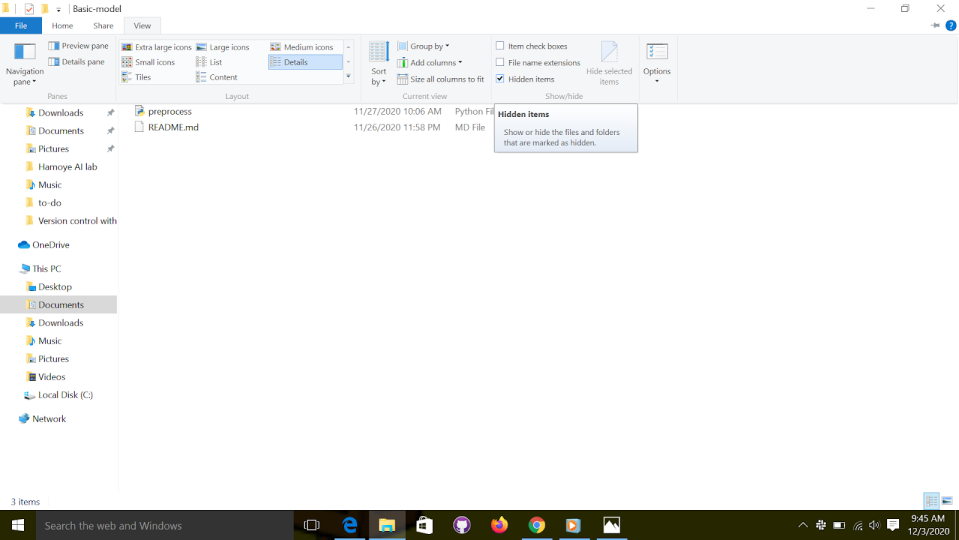 Basic-model
File Home Share View
Navigation pane
Preview pane
Details pane
Panes
Extra large icons Large icons Medium icons
Small icons List Details
Tiles Content
Layout
Sort by
Group by
Add columns
Size all columns to fit
Current view
Item check boxes
File name extensions
Hidden items
Hide selected items
Show/hide
Options
Downloads
Documents
Pictures
Hamoye AI lab
Music
to-do
Version control with
OneDrive
This PC
Desktop
Documents
Downloads
Music
Pictures
Videos
Local Disk (C:)
Network
preprocess 11/27/2020 10:06 AM Python Fil
README.md 11/26/2020 11:58 PM MD File
Hidden items
Show or hide the files and folders
that are marked as hidden.
3 items
Search the web and Windows
9:45 AM
12/3/2020